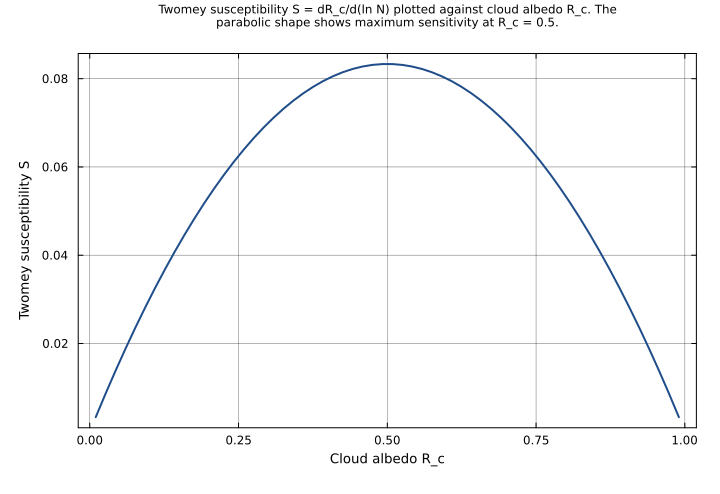 Twomey susceptibility S = dR_c/d(ln N) plotted against cloud albedo R_c. The
parabolic shape shows maximum sensitivity at R_c = 0.5.
Twomey susceptibility S
0.08
0.06
0.04
0.02
0.00
0.25
0.50
0.75
1.00
Cloud albedo R_c